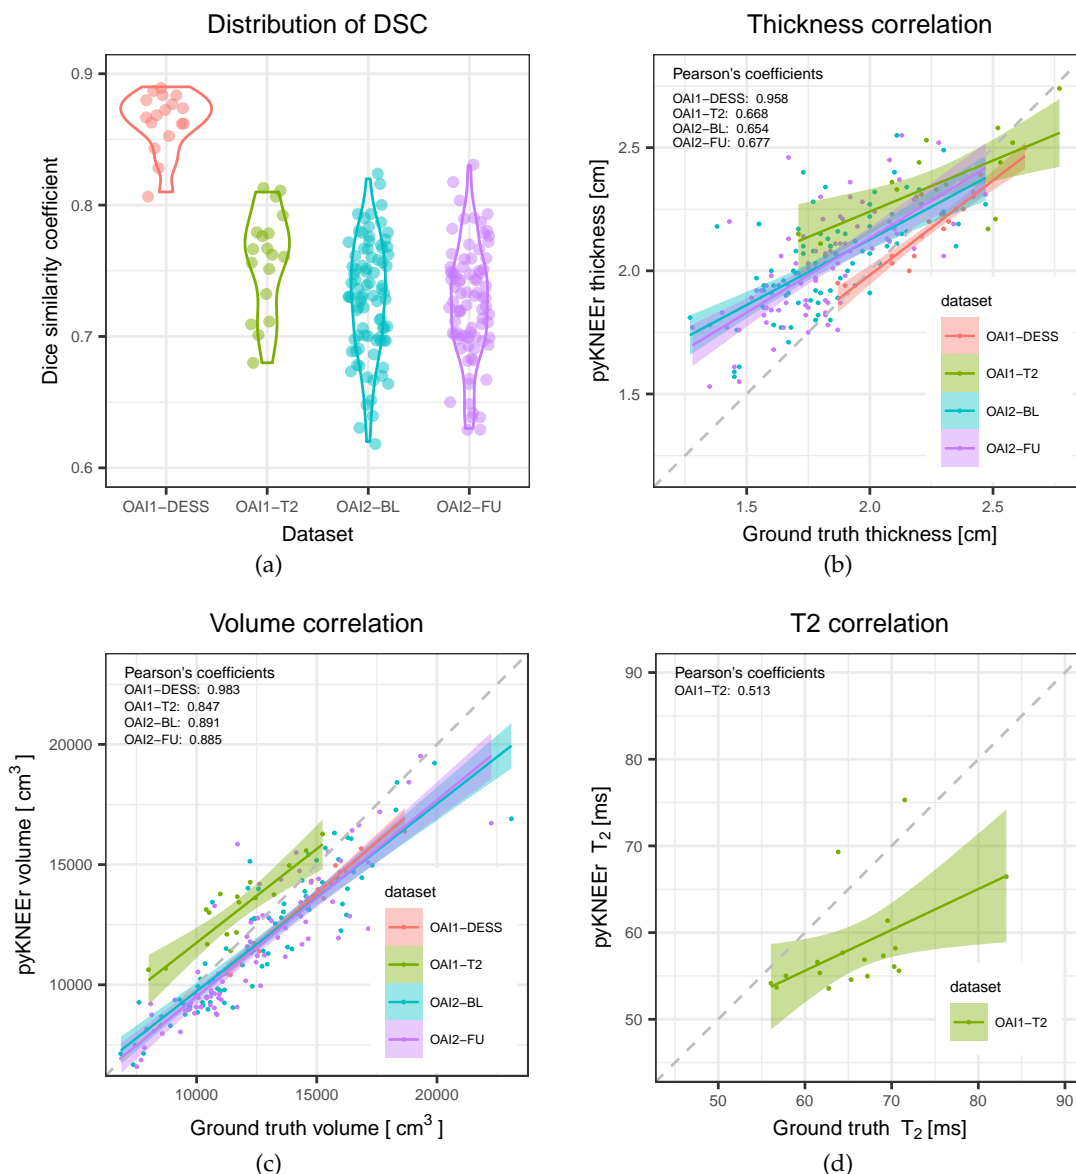 Distribution of DSC
Dice similarity coefficient
0.9
0.8
0.7
0.6
OAI1−DESS OAI1−T2 OAI2−BL OAI2−FU
Dataset
(a)
Thickness correlation
pyKNEEr thickness [cm]
Pearson's coefficients
OAI1−DESS: 0.958
OAI1−T2: 0.668
OAI2−BL: 0.654
OAI2−FU: 0.677
2.5
2.0
1.5
dataset
OAI1−DESS
OAI1−T2
OAI2−BL
OAI2−FU
1.5 2.0 2.5
Ground truth thickness [cm]
(b)
Volume correlation
pyKNEEr volume [ cm³ ]
Pearson's coefficients
OAI1−DESS: 0.983
OAI1−T2: 0.847
OAI2−BL: 0.891
OAI2−FU: 0.885
20000
15000
10000
dataset
OAI1−DESS
OAI1−T2
OAI2−BL
OAI2−FU
10000 15000 20000
Ground truth volume [ cm³ ]
(c)
T2 correlation
pyKNEEr T₂ [ms]
Pearson's coefficients
OAI1−T2: 0.513
90
80
70
60
50
dataset
OAI1−T2
50 60 70 80 90
Ground truth T₂ [ms]
(d)